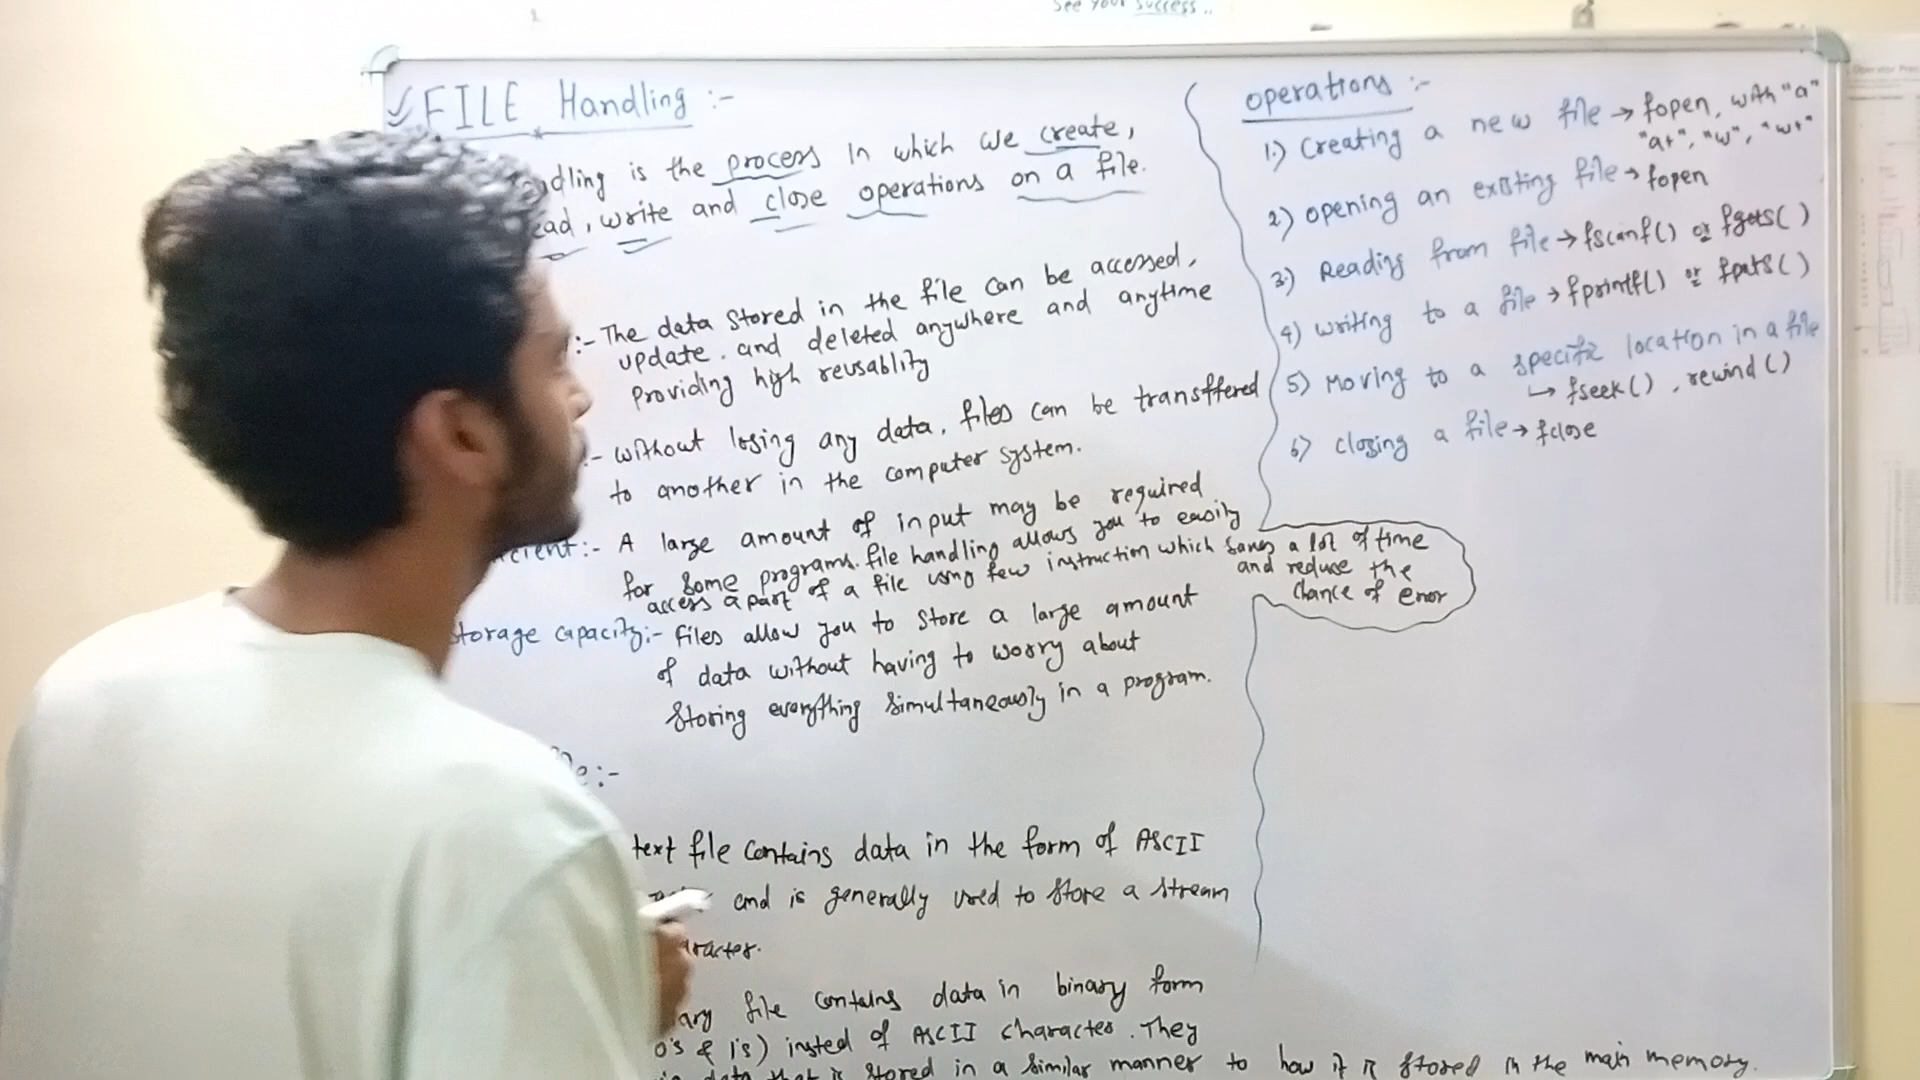 See your success..
FILE Handling :-
is the process in which we create,
write and close operations on a file.
:- The data stored in the file can be accessed,
update, and deleted anywhere and anytime
Providing high reusablity
:- without losing any data, files can be transffered
to another in the computer system.
:- A large amount of input may be required
for some programs. file handling allows you to easily
access a part of a file using few instruction which saves a lot of time
and reduce the
chance of error
storage capacity:- files allow you to store a large amount
of data without having to worry about
storing everything simultaneously in a program.
:-
text file contains data in the form of ASCII
and is generally used to store a stream
file contains data in binary form
0's & 1's) insted of ASCII character. They
data that is stored in a similar manner to how it is stored in the main memory.
operations :-
1.) Creating a new file → fopen, with "a"
"a+", "w", "w+"
2) opening an existing file → fopen
3.) Reading from file → fscanf() or fgets()
4) writing to a file → fprintf() or fputs()
5) Moving to a specific location in a file
↳ fseek(), rewind()
6) closing a file → fclose